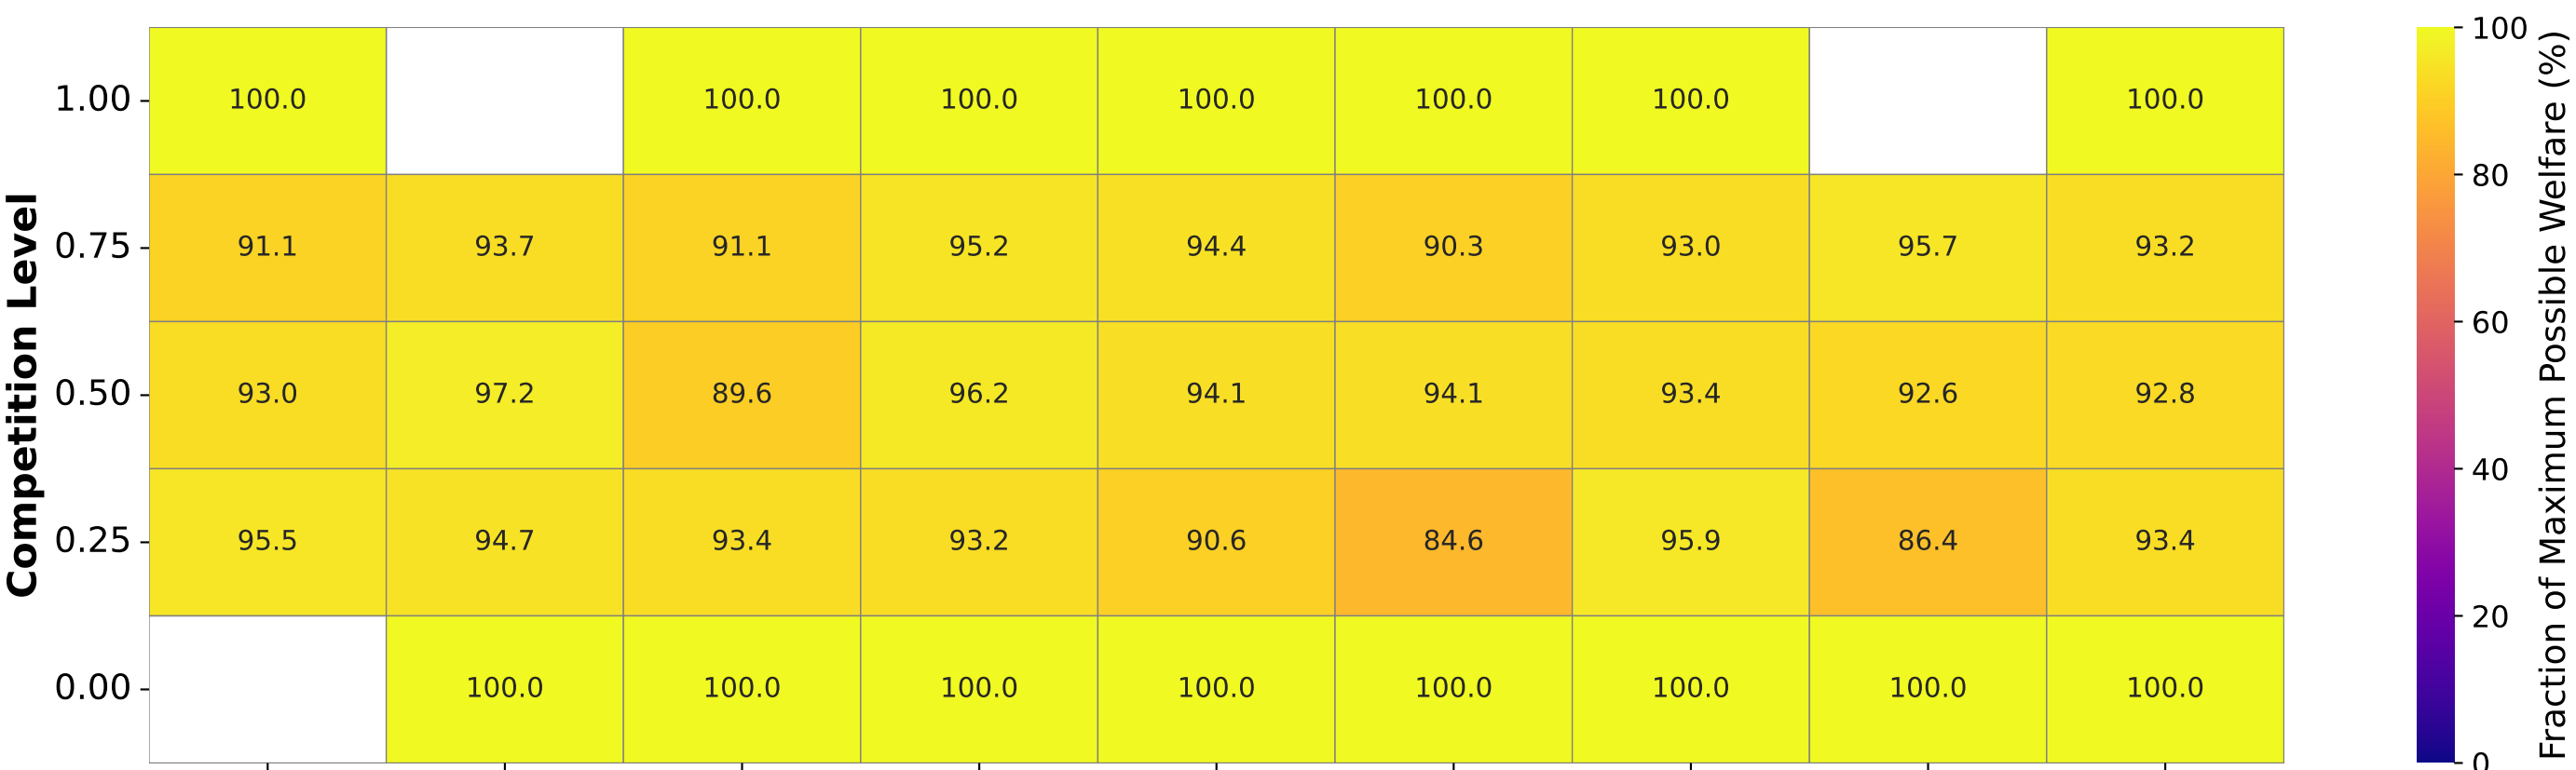 Competition Level
1.00 100.0 100.0 100.0 100.0 100.0 100.0 100.0
0.75 91.1 93.7 91.1 95.2 94.4 90.3 93.0 95.7 93.2
0.50 93.0 97.2 89.6 96.2 94.1 94.1 93.4 92.6 92.8
0.25 95.5 94.7 93.4 93.2 90.6 84.6 95.9 86.4 93.4
0.00 100.0 100.0 100.0 100.0 100.0 100.0 100.0 100.0
100
80
60
40
20
0
Fraction of Maximum Possible Welfare (%)